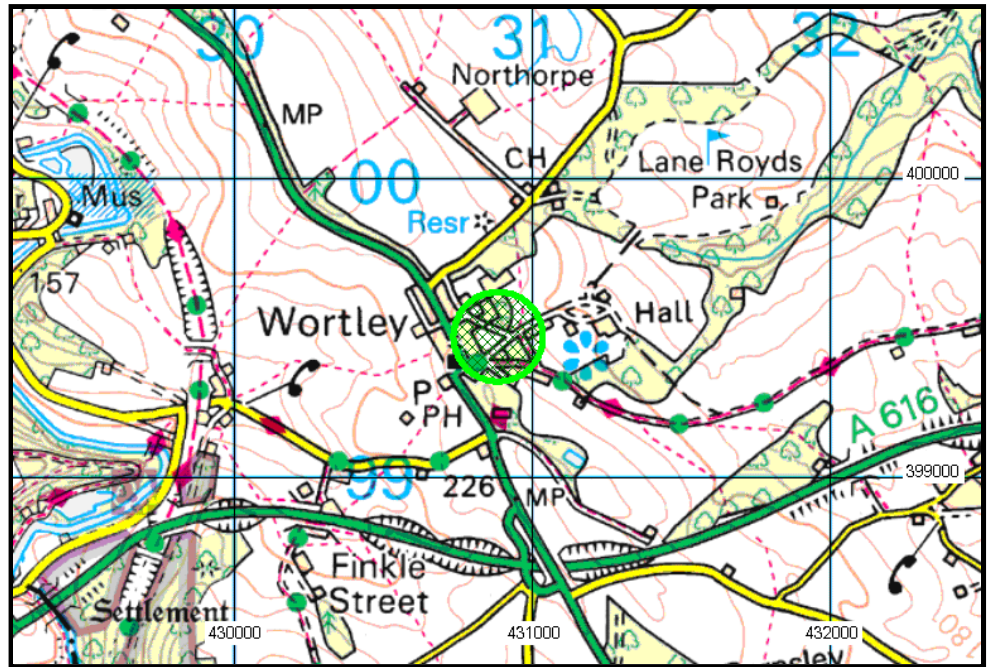 30
31
32
Northorpe
MP
CH
Lane Royds
Park
400000
00
Mus
r
Resr
157
Wortley
Hall
P
PH
A 616
399000
99
226
MP
Finkle
Street
Settlement
430000
431000
432000
180